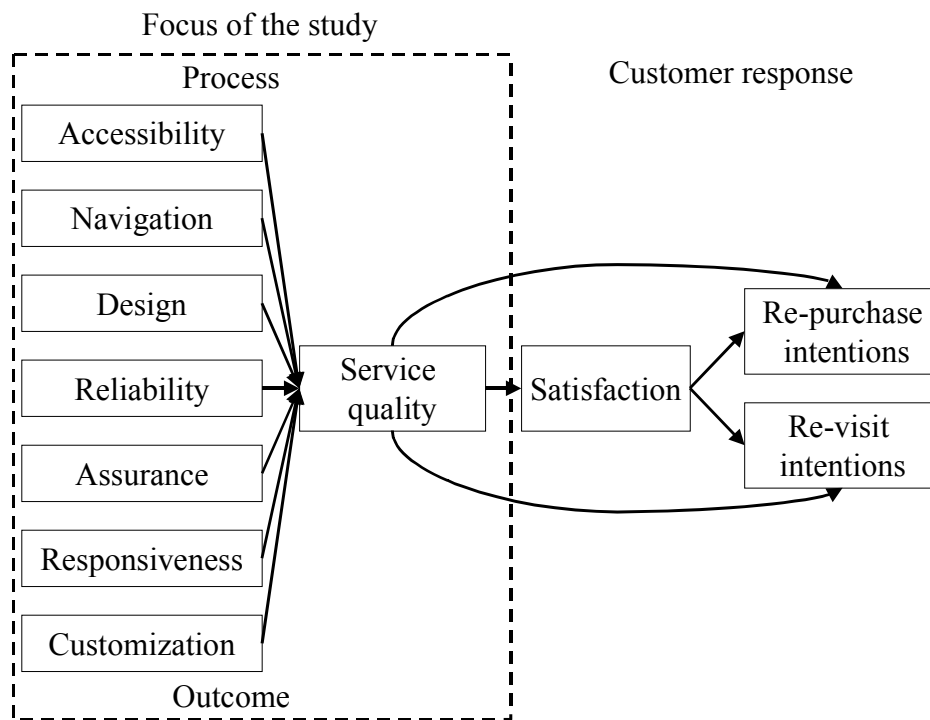 Focus of the study
Process
Customer response
Accessibility
Navigation
Design
Reliability
Assurance
Responsiveness
Customization
Outcome
Service
quality
Satisfaction
Re-purchase
intentions
Re-visit
intentions